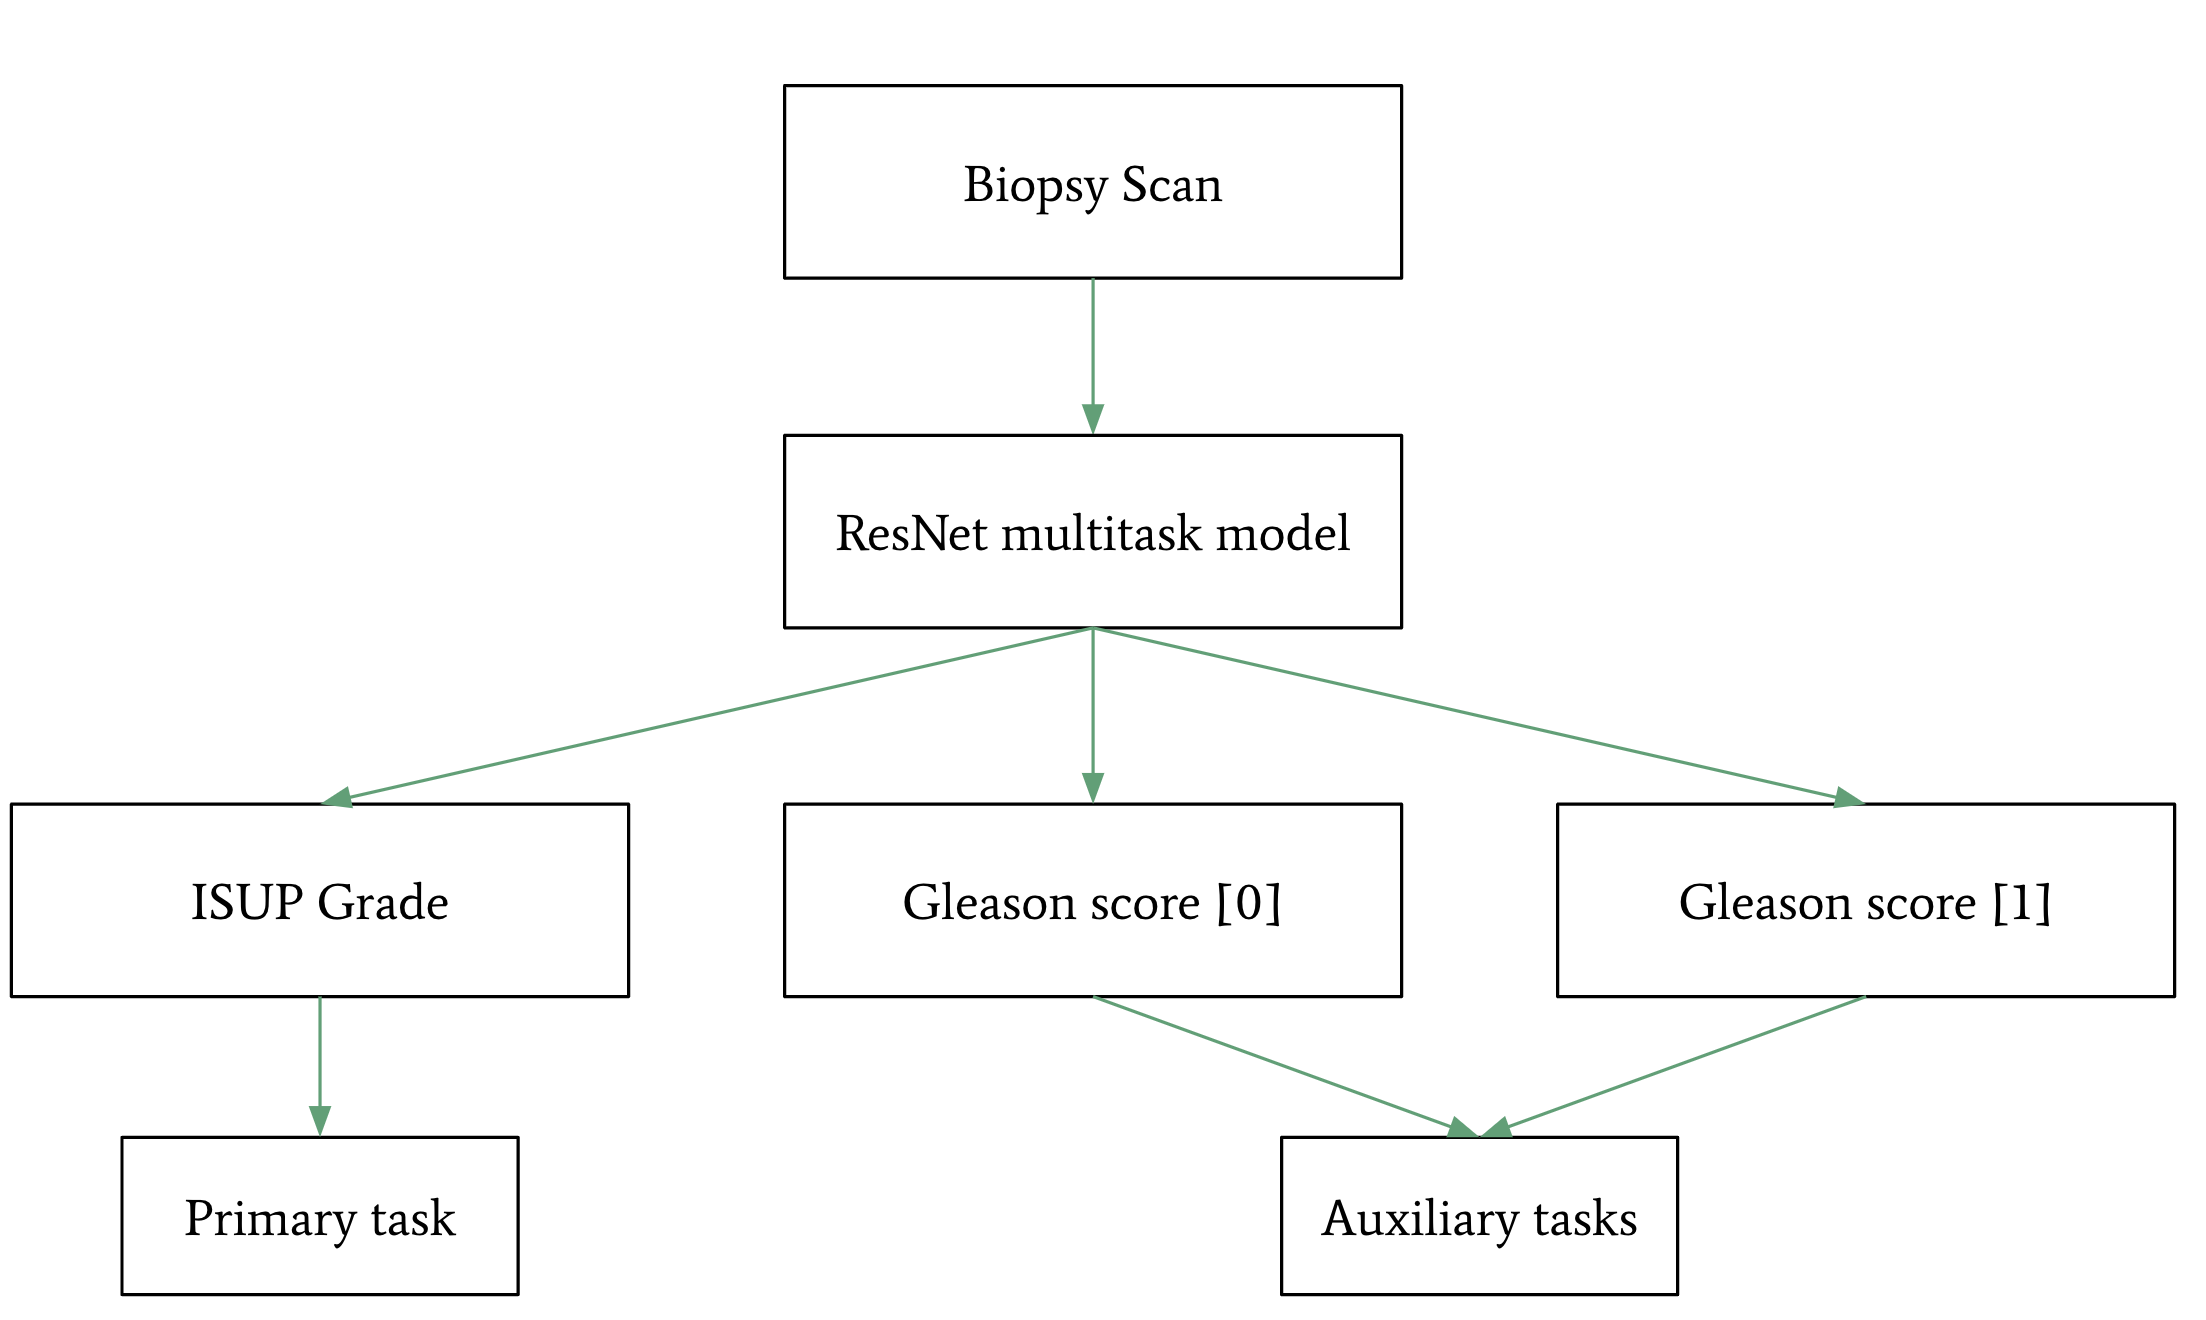 Biopsy Scan
ResNet multitask model
ISUP Grade
Gleason score [0]
Gleason score [1]
Primary task
Auxiliary tasks